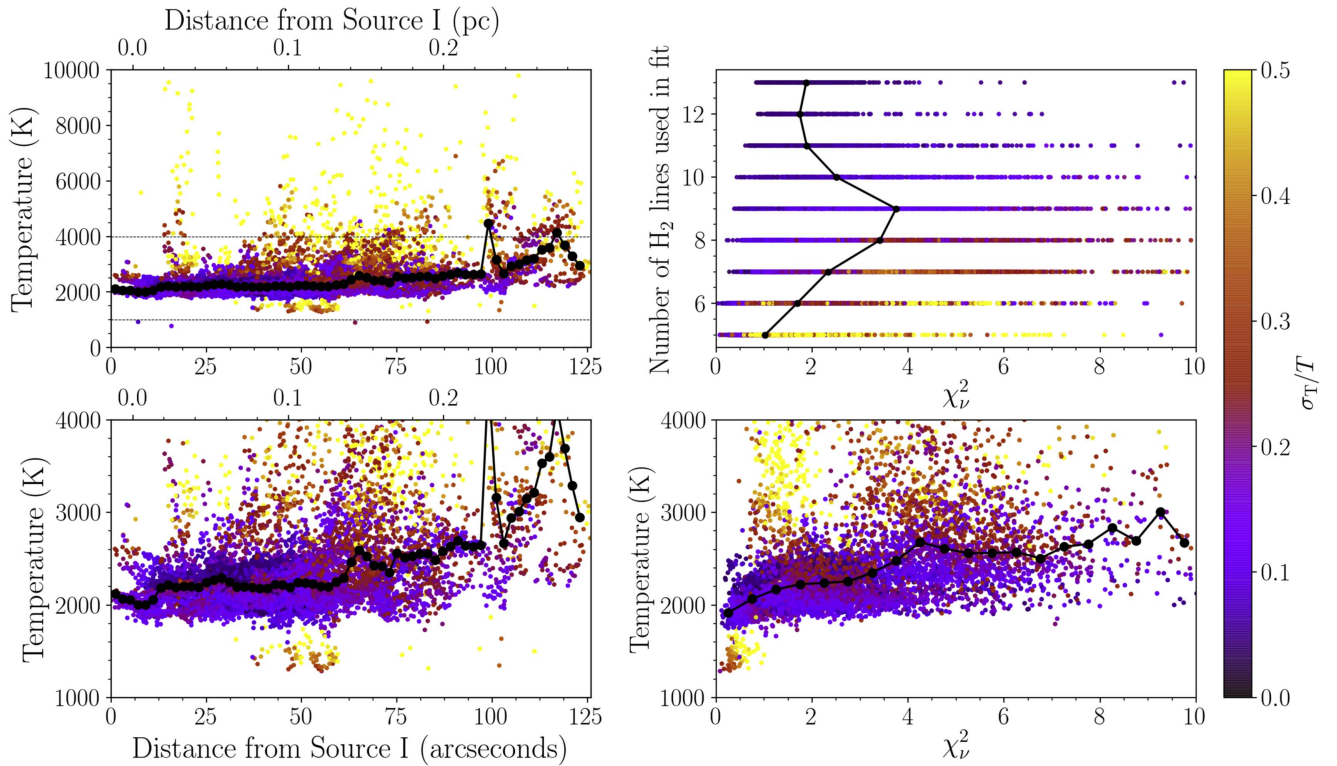 Distance from Source I (pc)
0.0 0.1 0.2
10000
8000
6000
4000
2000
0
Temperature (K)
0 25 50 75 100 125
Number of H₂ lines used in fit
12
10
8
6
0 2 4 6 8 10
χ²ᵥ
0.5
0.4
0.3
0.2
0.1
0.0
σ_T/T
0.0 0.1 0.2
4000
3000
2000
1000
Temperature (K)
0 25 50 75 100 125
Distance from Source I (arcseconds)
4000
3000
2000
1000
Temperature (K)
0 2 4 6 8 10
χ²ᵥ